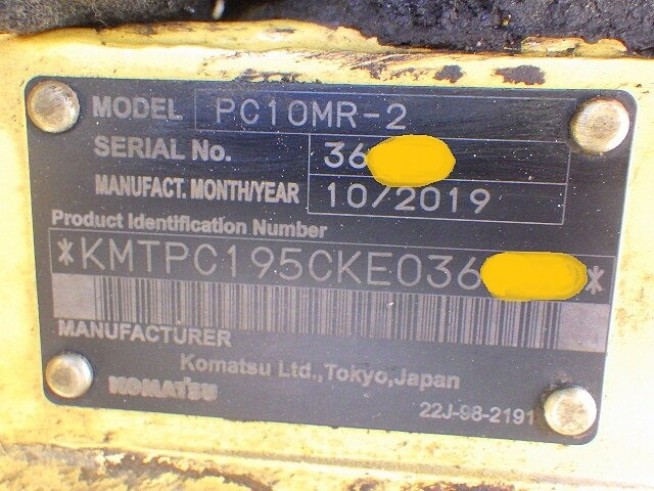 MODEL PC10MR-2
SERIAL No. 36
MANUFACT. MONTH/YEAR 10/2019
Product Identification Number
*KMTPC195CKE036 *
MANUFACTURER
Komatsu Ltd.,Tokyo,Japan
KOMATSU
22J-98-2191